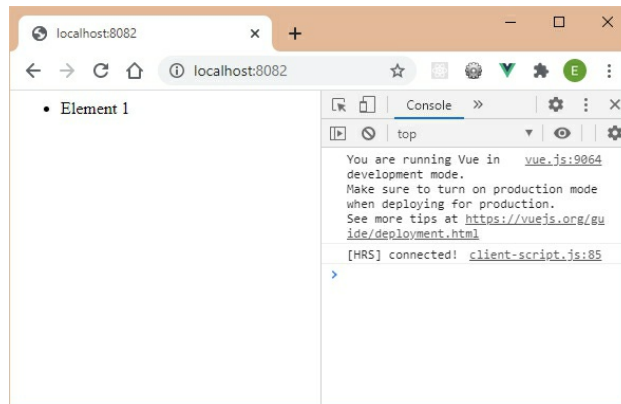 localhost:8082
localhost:8082
E
Element 1
Console
top
You are running Vue in vue.js:9064
development mode.
Make sure to turn on production mode
when deploying for production.
See more tips at https://vuejs.org/gu
ide/deployment.html
[HRS] connected! client-script.js:85